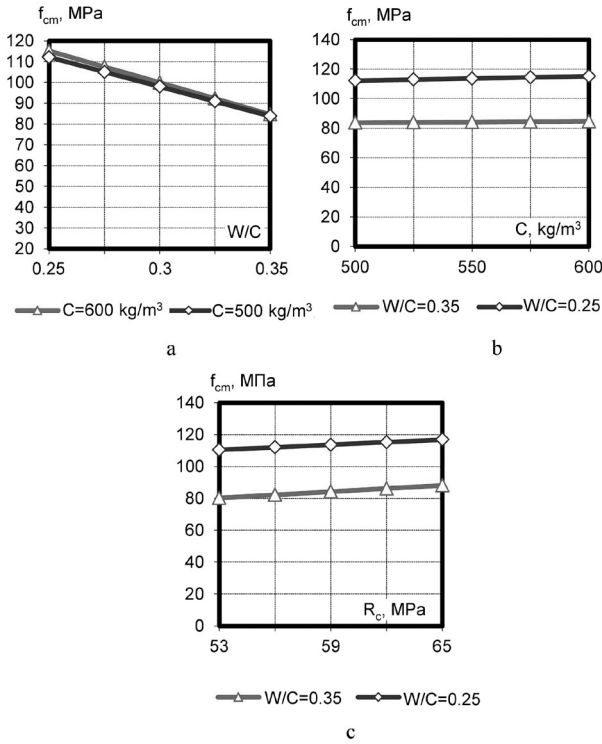 f_cm, MPa
120
110
100
90
80
70
60
50
40
30
20
W/C
0.25 0.3 0.35
C=600 kg/m³ C=500 kg/m³
a
f_cm, MPa
140
120
100
80
60
40
20
0
C, kg/m³
500 550 600
W/C=0.35 W/C=0.25
b
f_cm, МПа
140
120
100
80
60
40
20
0
R_c, MPa
53 59 65
W/C=0.35 W/C=0.25
c